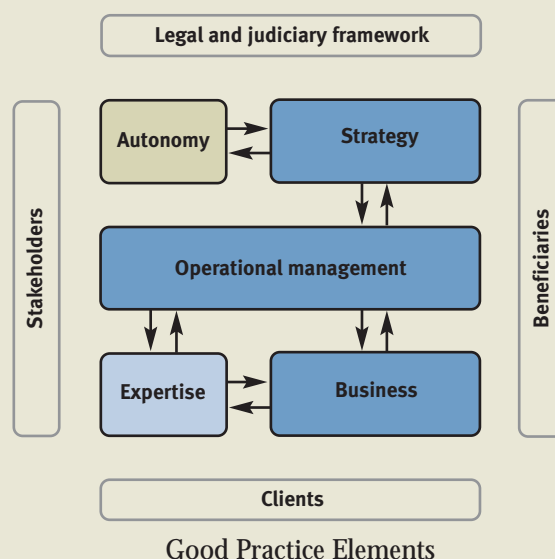 Legal and judiciary framework
Stakeholders
Autonomy
Strategy
Beneficiaries
Operational management
Expertise
Business
Clients
Good Practice Elements